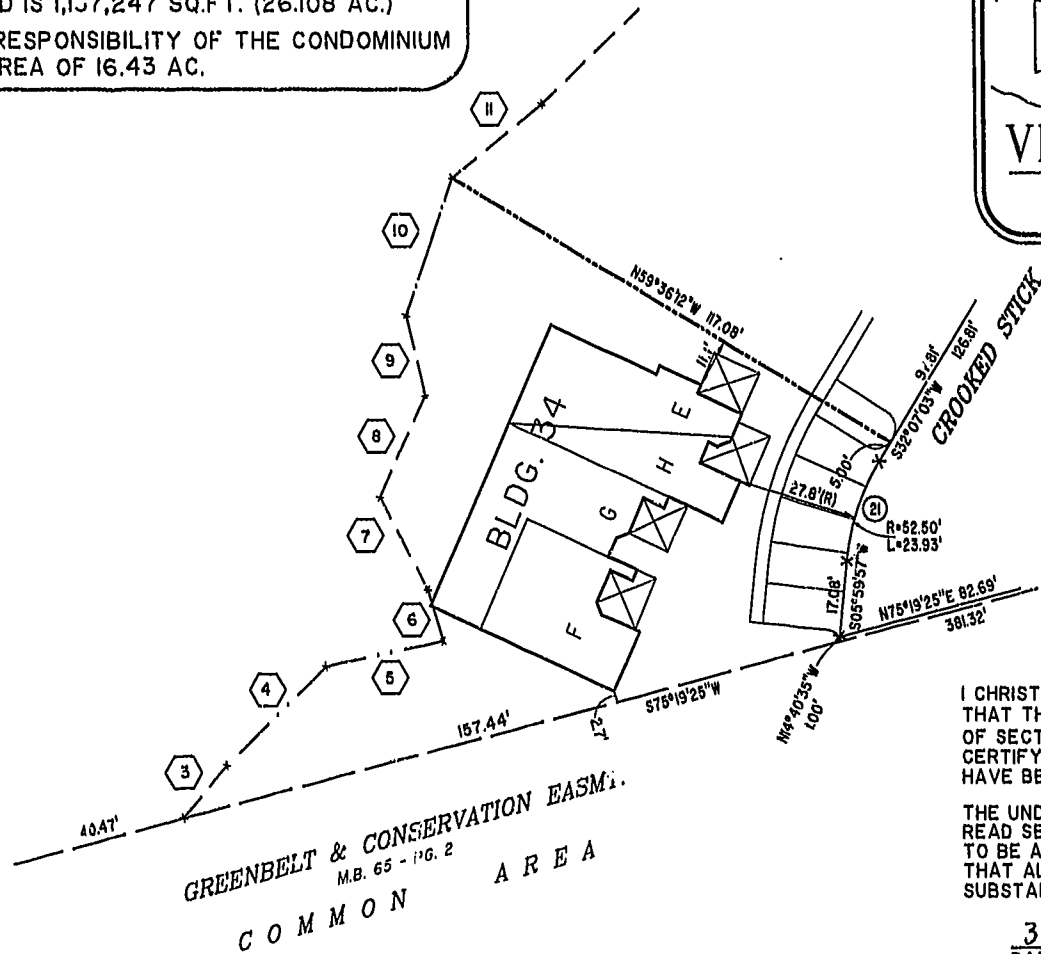 D IS 1,137,247 SQ.FT. (26.108 AC.)
RESPONSIBILITY OF THE CONDOMINIUM
REA OF 16.43 AC.
11
10
9
8
7
6
5
4
3
N59°36'12"W 117.08'
BLDG. 34
E
H
G
F
27.8'(R)
5.00'
21
R=52.50'
L=23.93'
S32°07'03"W
126.81'
CROOKED STICK
17.08'
S05°59'57"W
N75°19'25"E 82.69'
381.32'
S75°19'25"W
N14°40'35"W
1.00'
2.7'
157.44'
40.47'
GREENBELT & CONSERVATION EASMT.
M.B. 65 - PG. 2
COMMON AREA
I CHRIST
THAT TH
OF SECT
CERTIFY
HAVE BE
THE UND
READ SE
TO BE A
THAT AL
SUBSTA
3